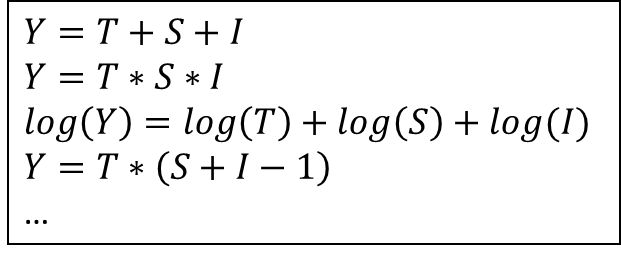 Y = T + S + I
Y = T * S * I
log(Y) = log(T) + log(S) + log(I)
Y = T * (S + I − 1)
...